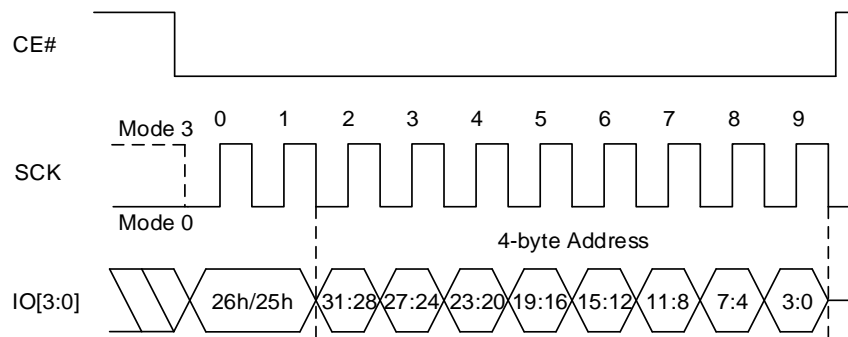 CE#
Mode 3 0 1 2 3 4 5 6 7 8 9
SCK
Mode 0
4-byte Address
IO[3:0] 26h/25h 31:28 27:24 23:20 19:16 15:12 11:8 7:4 3:0